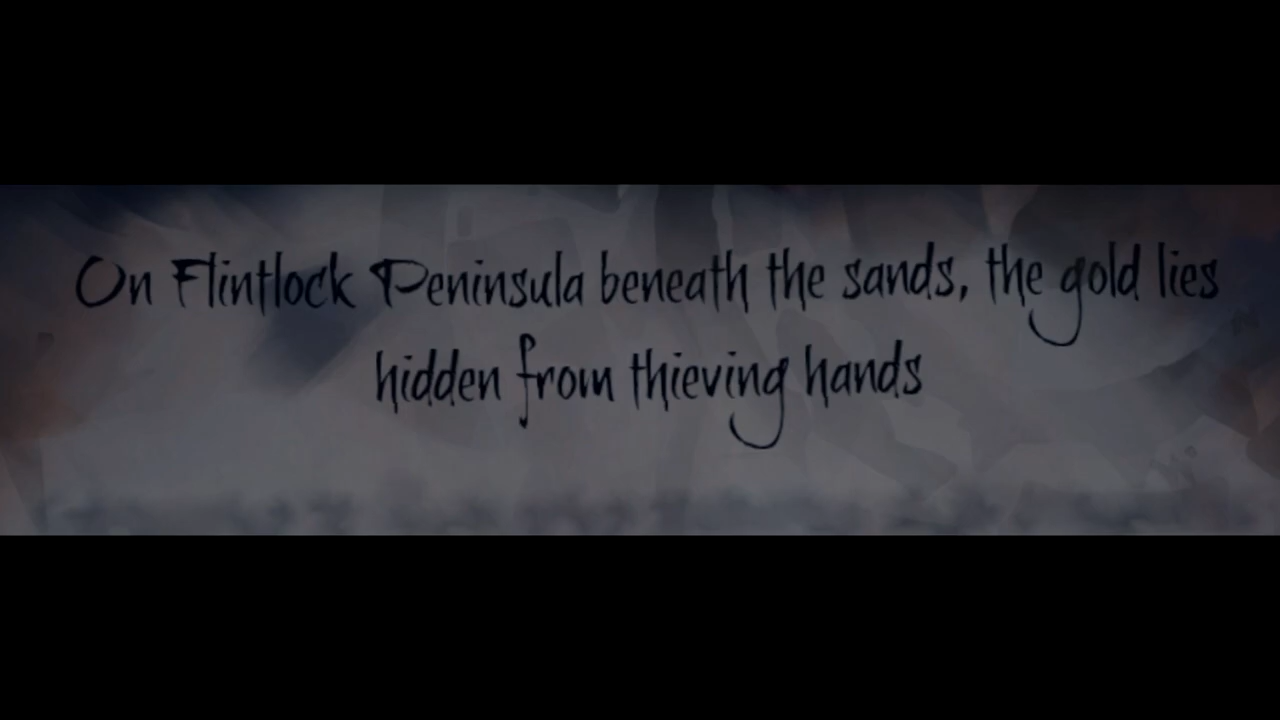 On Flintlock Peninsula beneath the sands, the gold lies
hidden from thieving hands